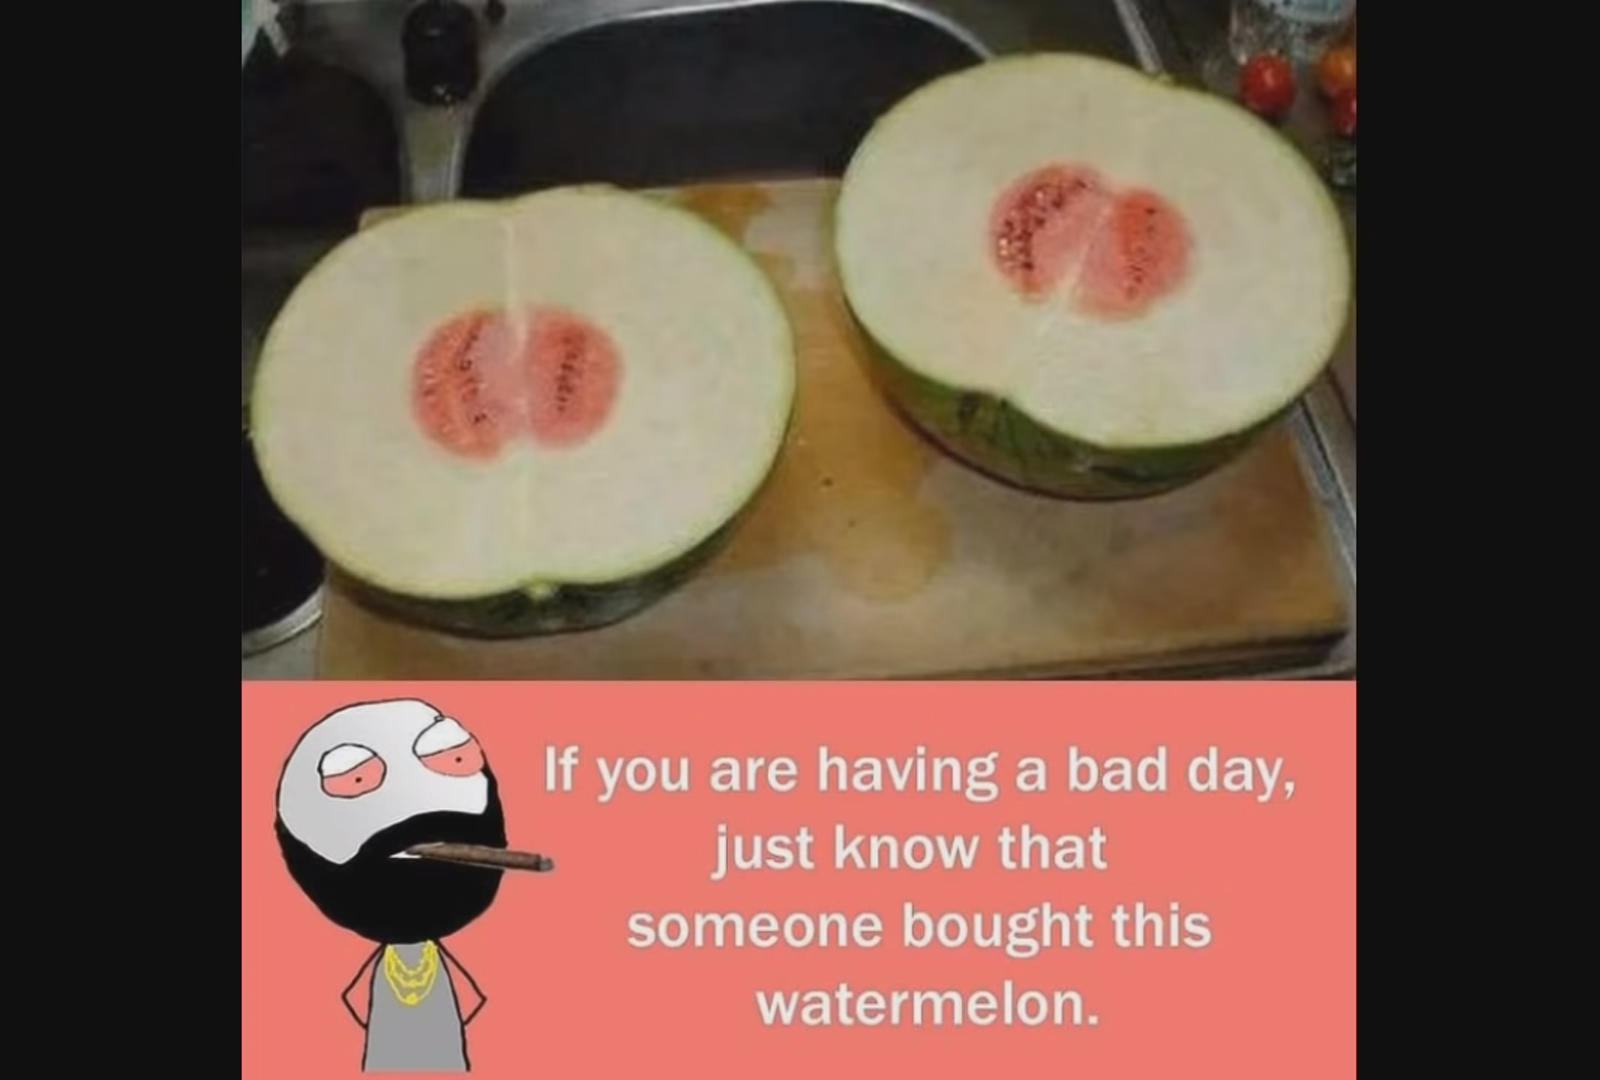 If you are having a bad day,
just know that
someone bought this
watermelon.